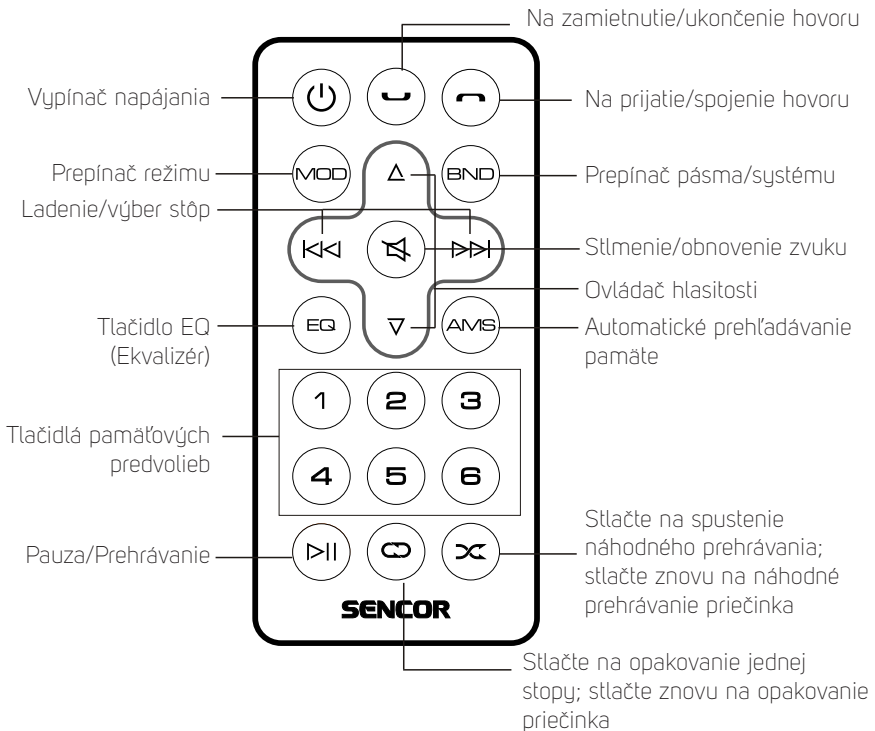 Na zamietnutie/ukončenie hovoru
Vypínač napájania
Na prijatie/spojenie hovoru
MOD
BND
Prepínač režimu
Prepínač pásma/systému
Ladenie/výber stôp
Stlmenie/obnovenie zvuku
Ovládač hlasitosti
EQ
AMS
Tlačidlo EQ
(Ekvalizér)
Automatické prehľadávanie
pamäte
1 2 3
Tlačidlá pamäťových
predvolieb
4 5 6
Pauza/Prehrávanie
Stlačte na spustenie
náhodného prehrávania;
stlačte znovu na náhodné
prehrávanie priečinka
SENCOR
Stlačte na opakovanie jednej
stopy; stlačte znovu na opakovanie
priečinka